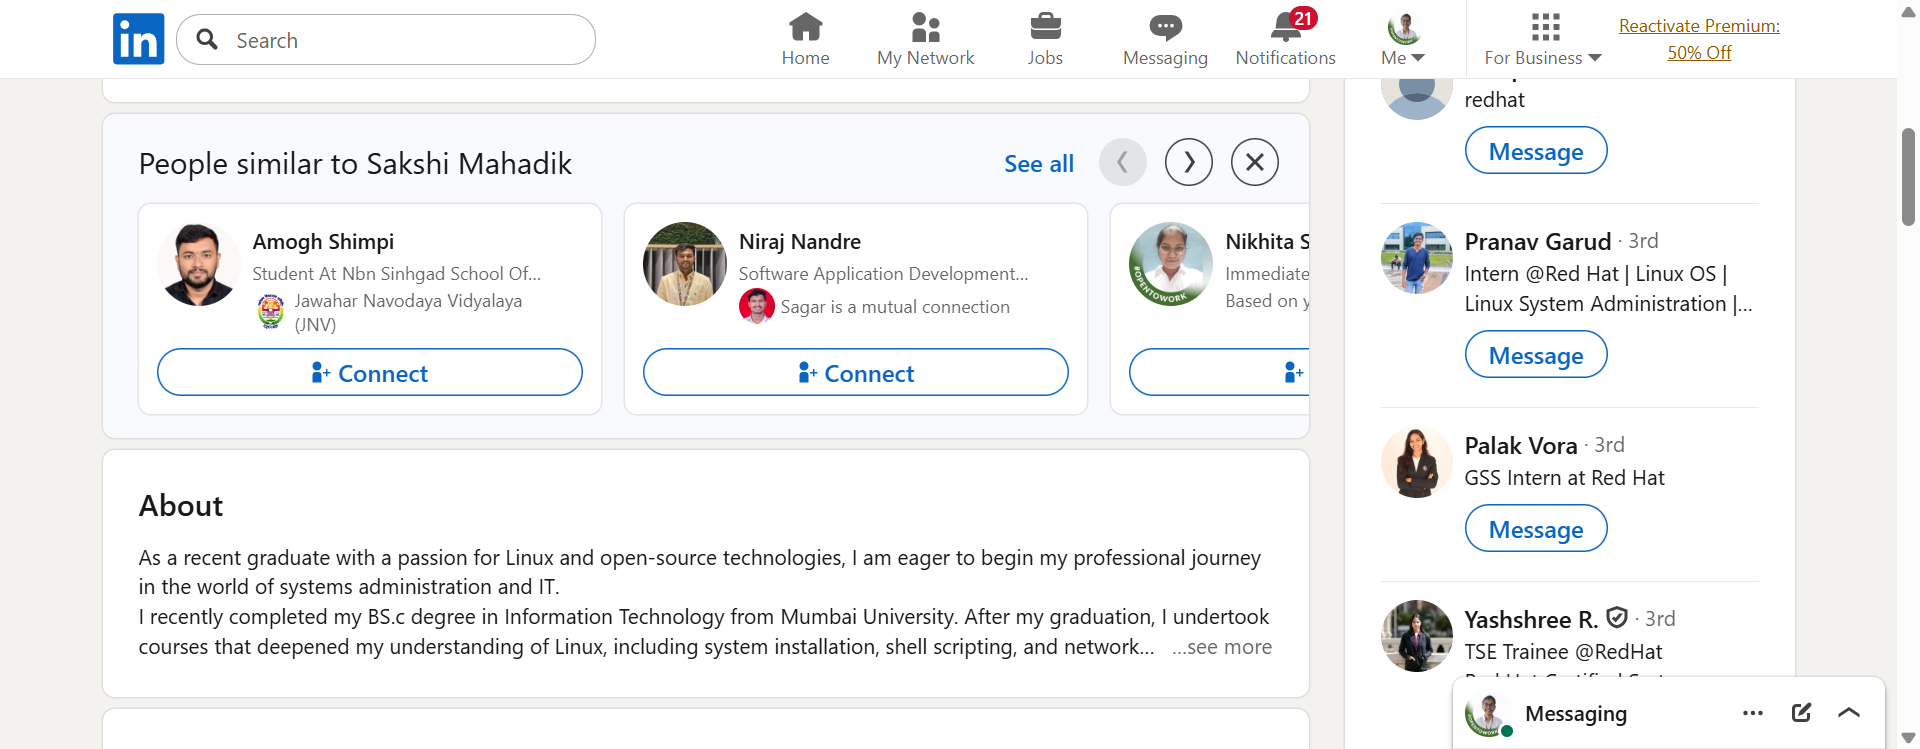 in
Search
Home
My Network
Jobs
Messaging
21
Notifications
Me
For Business
Reactivate Premium:
50% Off
People similar to Sakshi Mahadik
See all
Amogh Shimpi
Student At Nbn Sinhgad School Of...
Jawahar Navodaya Vidyalaya
(JNV)
Connect
Niraj Nandre
Software Application Development...
Sagar is a mutual connection
Connect
#OPENTOWORK
Nikhita S
Immediate
Based on y
About
As a recent graduate with a passion for Linux and open-source technologies, I am eager to begin my professional journey
in the world of systems administration and IT.
I recently completed my BS.c degree in Information Technology from Mumbai University. After my graduation, I undertook
courses that deepened my understanding of Linux, including system installation, shell scripting, and network... ...see more
redhat
Message
Pranav Garud · 3rd
Intern @Red Hat | Linux OS |
Linux System Administration |...
Message
Palak Vora · 3rd
GSS Intern at Red Hat
Message
Yashshree R. · 3rd
TSE Trainee @RedHat
Messaging